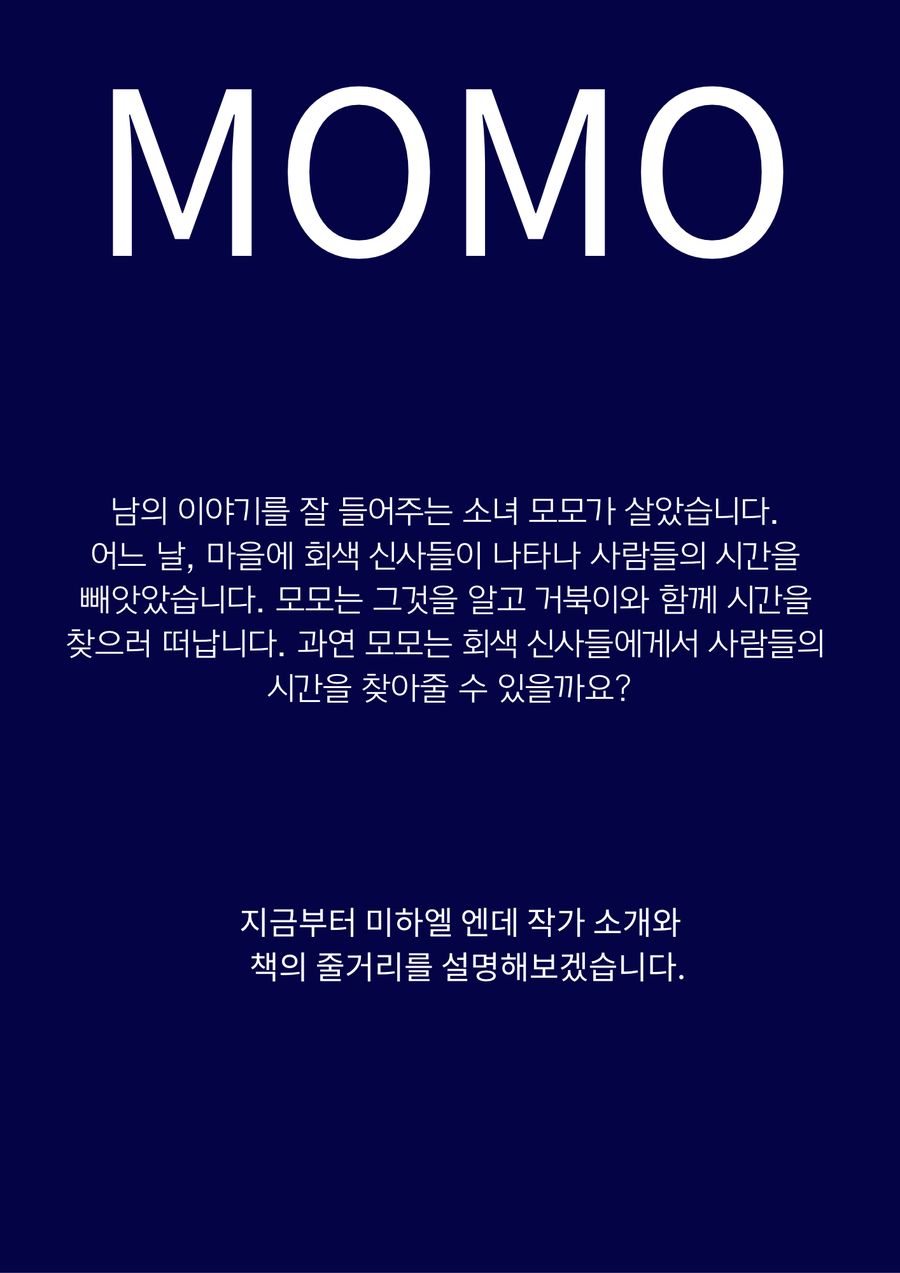 MOMO
남의 이야기를 잘 들어주는 소녀 모모가 살았습니다.
어느 날, 마을에 회색 신사들이 나타나 사람들의 시간을
빼앗았습니다. 모모는 그것을 알고 거북이와 함께 시간을
찾으러 떠납니다. 과연 모모는 회색 신사들에게서 사람들의
시간을 찾아줄 수 있을까요?
지금부터 미하엘 엔데 작가 소개와
책의 줄거리를 설명해보겠습니다.